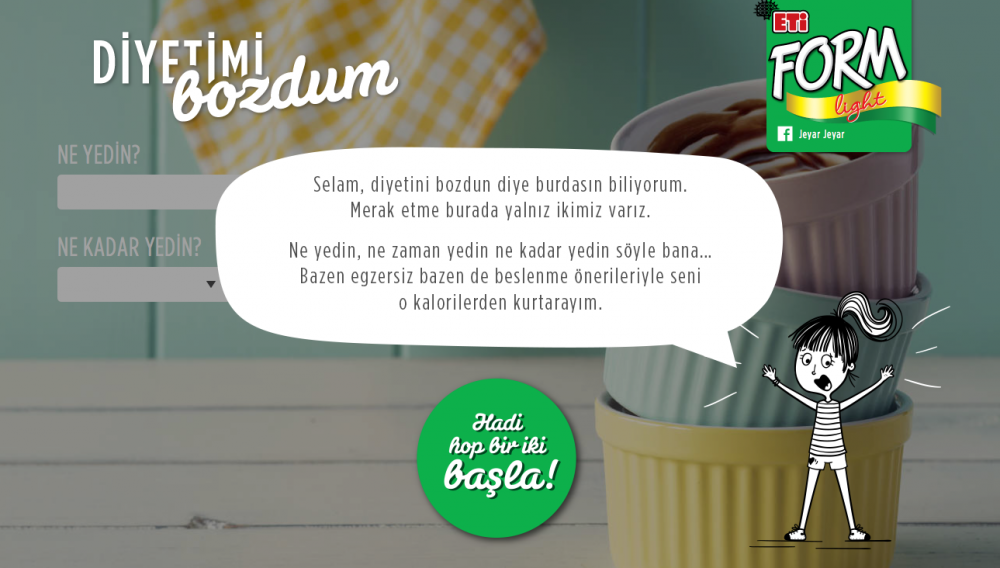 DİYETİMİ
bozdum
ETİ
FORM
light
Jeyar Jeyar
NE YEDİN?
NE KADAR YEDİN?
Selam, diyetini bozdun diye burdasın biliyorum.
Merak etme burada yalnız ikimiz varız.
Ne yedin, ne zaman yedin ne kadar yedin söyle bana...
Bazen egzersiz bazen de beslenme önerileriyle seni
o kalorilerden kurtarayım.
Hadi
hop bir iki
başla!